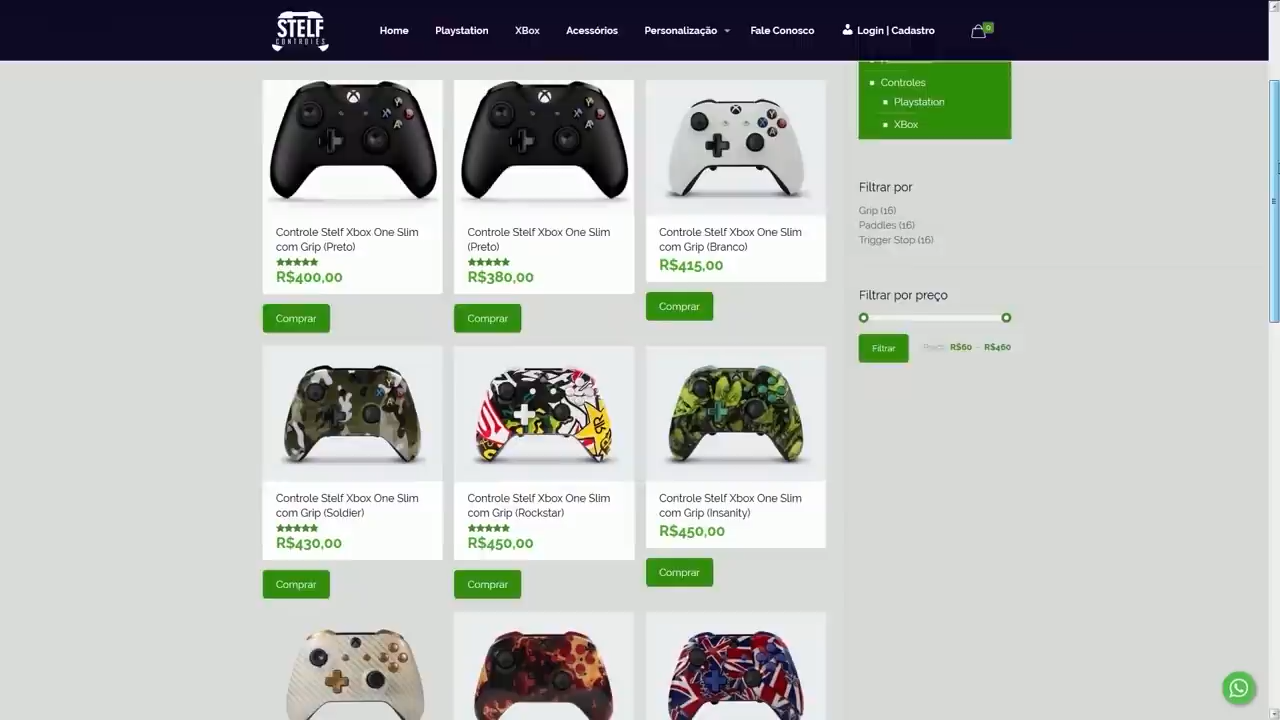 STELF
CONTROLES
Home
Playstation
XBox
Acessórios
Personalização
Fale Conosco
Login | Cadastro
0
Controles
Playstation
XBox
Filtrar por
Grip (16)
Paddles (16)
Trigger Stop (16)
Filtrar por preço
Filtrar
R$60 - R$460
Controle Stelf Xbox One Slim
com Grip (Preto)
R$400,00
Comprar
Controle Stelf Xbox One Slim
(Preto)
R$380,00
Comprar
Controle Stelf Xbox One Slim
com Grip (Branco)
R$415,00
Comprar
Controle Stelf Xbox One Slim
com Grip (Soldier)
R$430,00
Comprar
Controle Stelf Xbox One Slim
com Grip (Rockstar)
R$450,00
Comprar
Controle Stelf Xbox One Slim
com Grip (Insanity)
R$450,00
Comprar